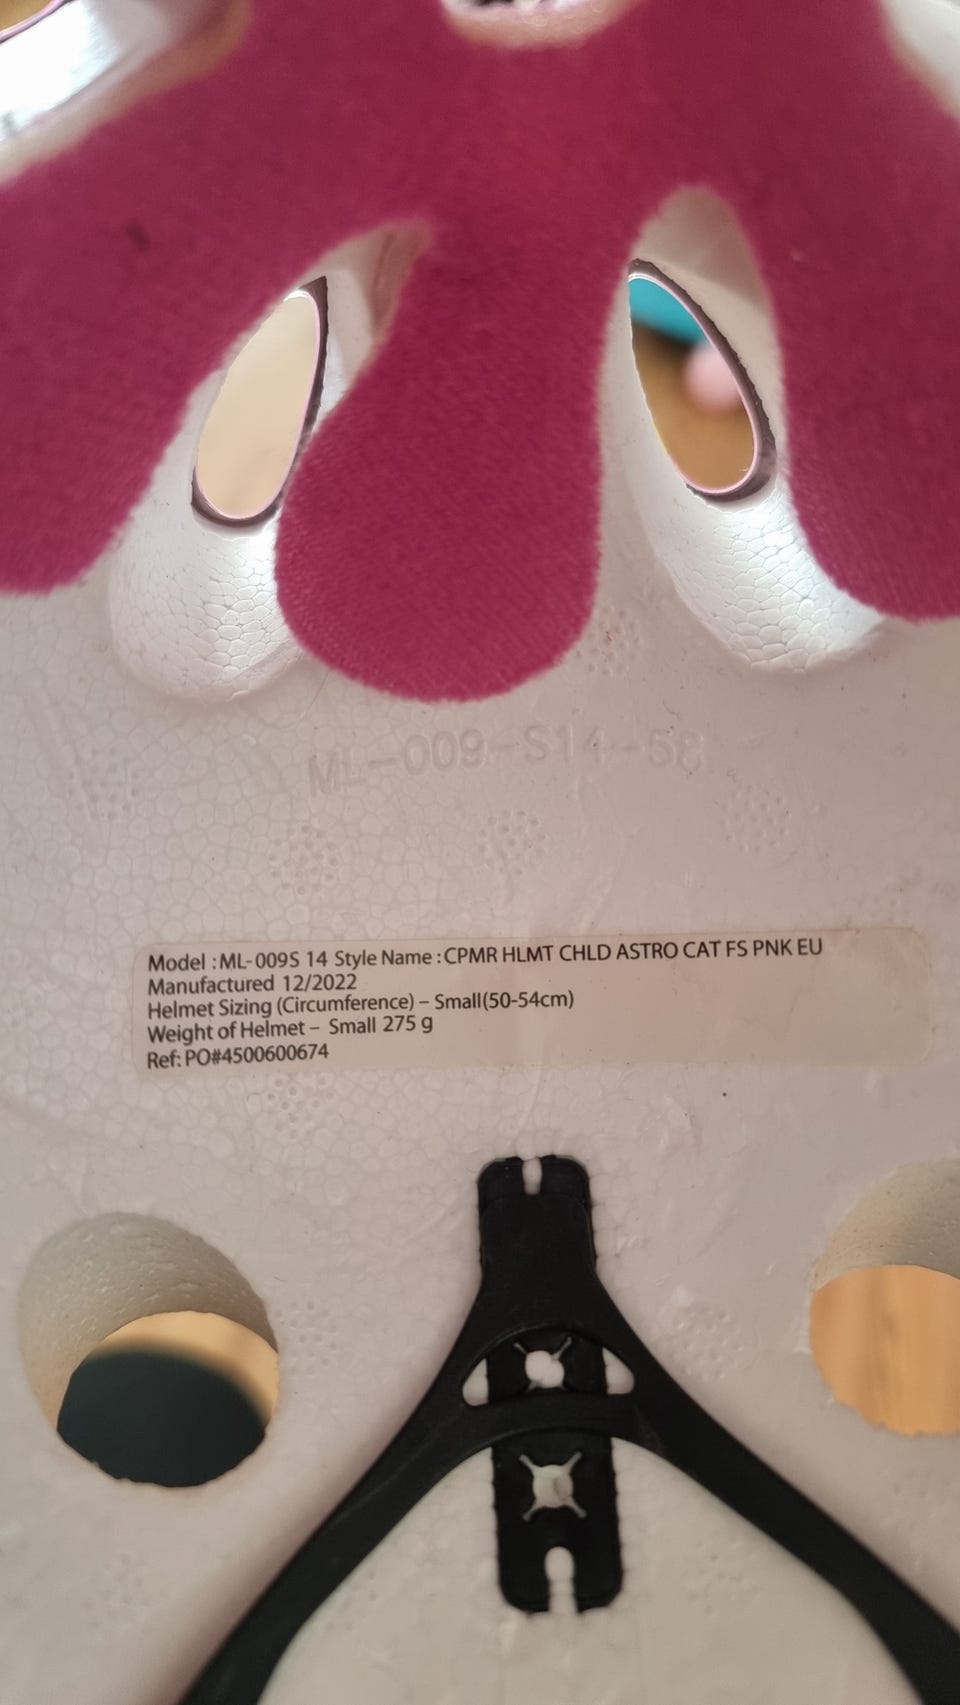 ML-009-S14-58
Model :ML-009S 14 Style Name :CPMR HLMT CHLD ASTRO CAT FS PNK EU
Manufactured 12/2022
Helmet Sizing (Circumference) – Small(50-54cm)
Weight of Helmet – Small 275 g
Ref: PO#4500600674